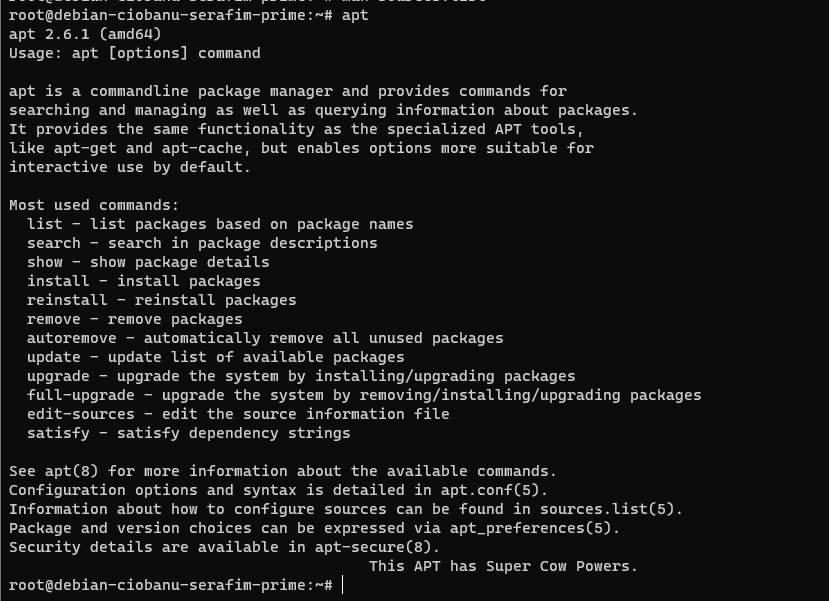 root@debian-ciobanu-serafim-prime:~# apt
apt 2.6.1 (amd64)
Usage: apt [options] command

apt is a commandline package manager and provides commands for
searching and managing as well as querying information about packages.
It provides the same functionality as the specialized APT tools,
like apt-get and apt-cache, but enables options more suitable for
interactive use by default.

Most used commands:
  list - list packages based on package names
  search - search in package descriptions
  show - show package details
  install - install packages
  reinstall - reinstall packages
  remove - remove packages
  autoremove - automatically remove all unused packages
  update - update list of available packages
  upgrade - upgrade the system by installing/upgrading packages
  full-upgrade - upgrade the system by removing/installing/upgrading packages
  edit-sources - edit the source information file
  satisfy - satisfy dependency strings

See apt(8) for more information about the available commands.
Configuration options and syntax is detailed in apt.conf(5).
Information about how to configure sources can be found in sources.list(5).
Package and version choices can be expressed via apt_preferences(5).
Security details are available in apt-secure(8).
                                        This APT has Super Cow Powers.
root@debian-ciobanu-serafim-prime:~#